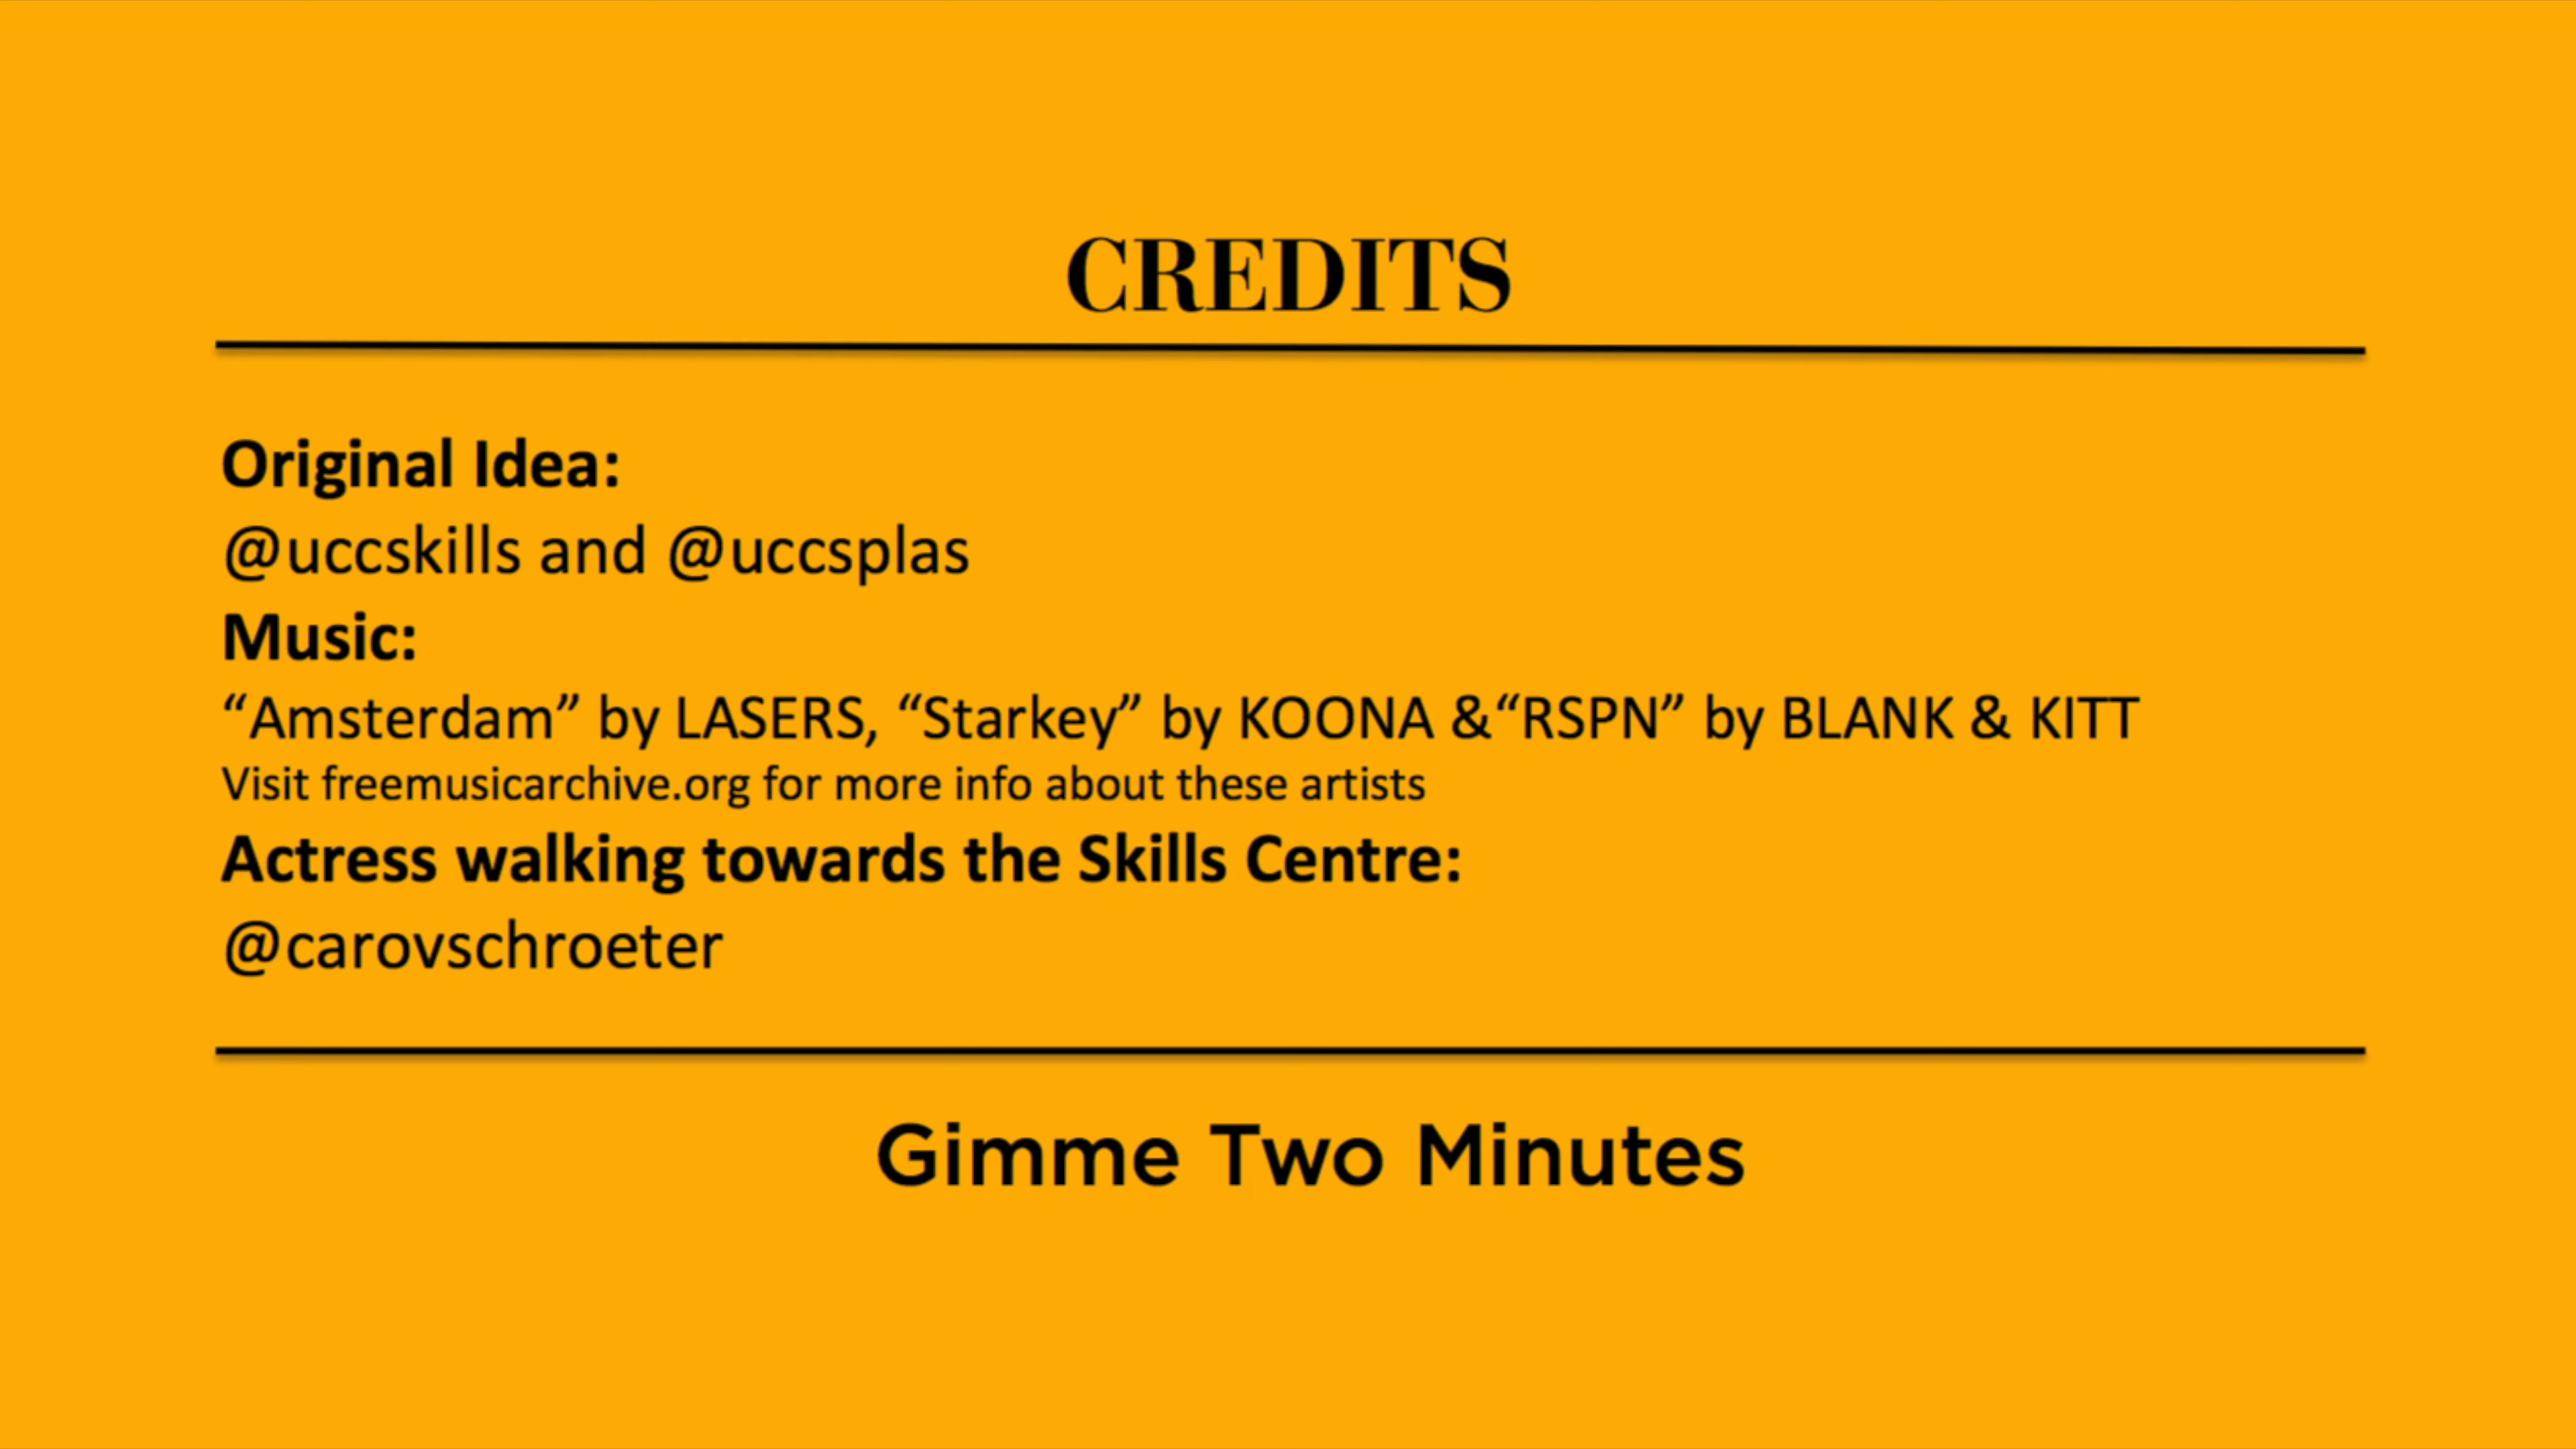 CREDITS
Original Idea:
@uccskills and @uccsplas
Music:
“Amsterdam” by LASERS, “Starkey” by KOONA &“RSPN” by BLANK & KITT
Visit freemusicarchive.org for more info about these artists
Actress walking towards the Skills Centre:
@carovschroeter
Gimme Two Minutes